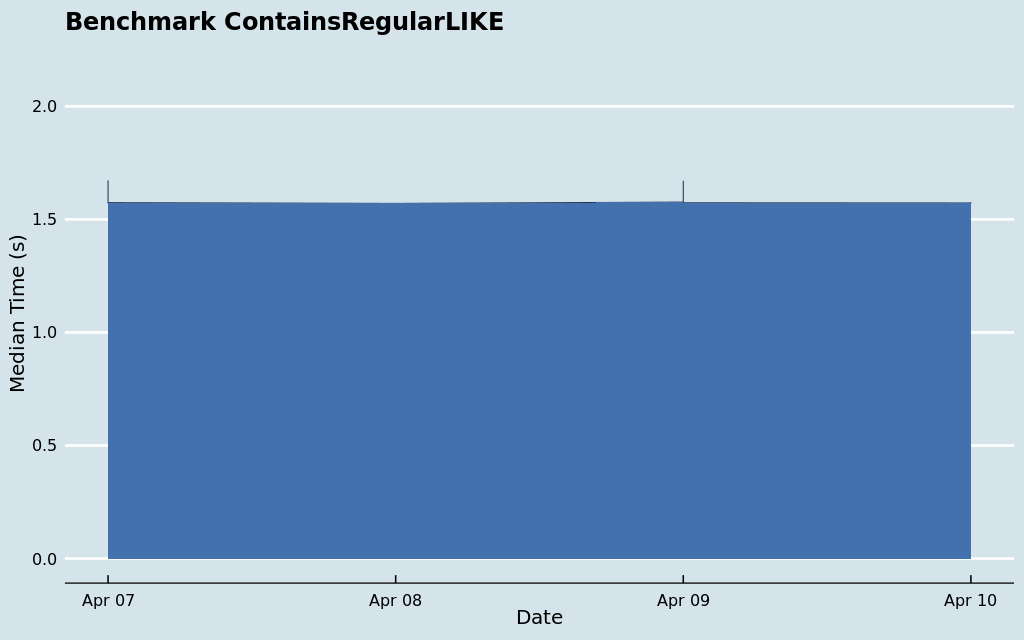 Benchmark ContainsRegularLIKE
2.0
1.5
1.0
0.5
0.0
Median Time (s)
Apr 07
Apr 08
Apr 09
Apr 10
Date